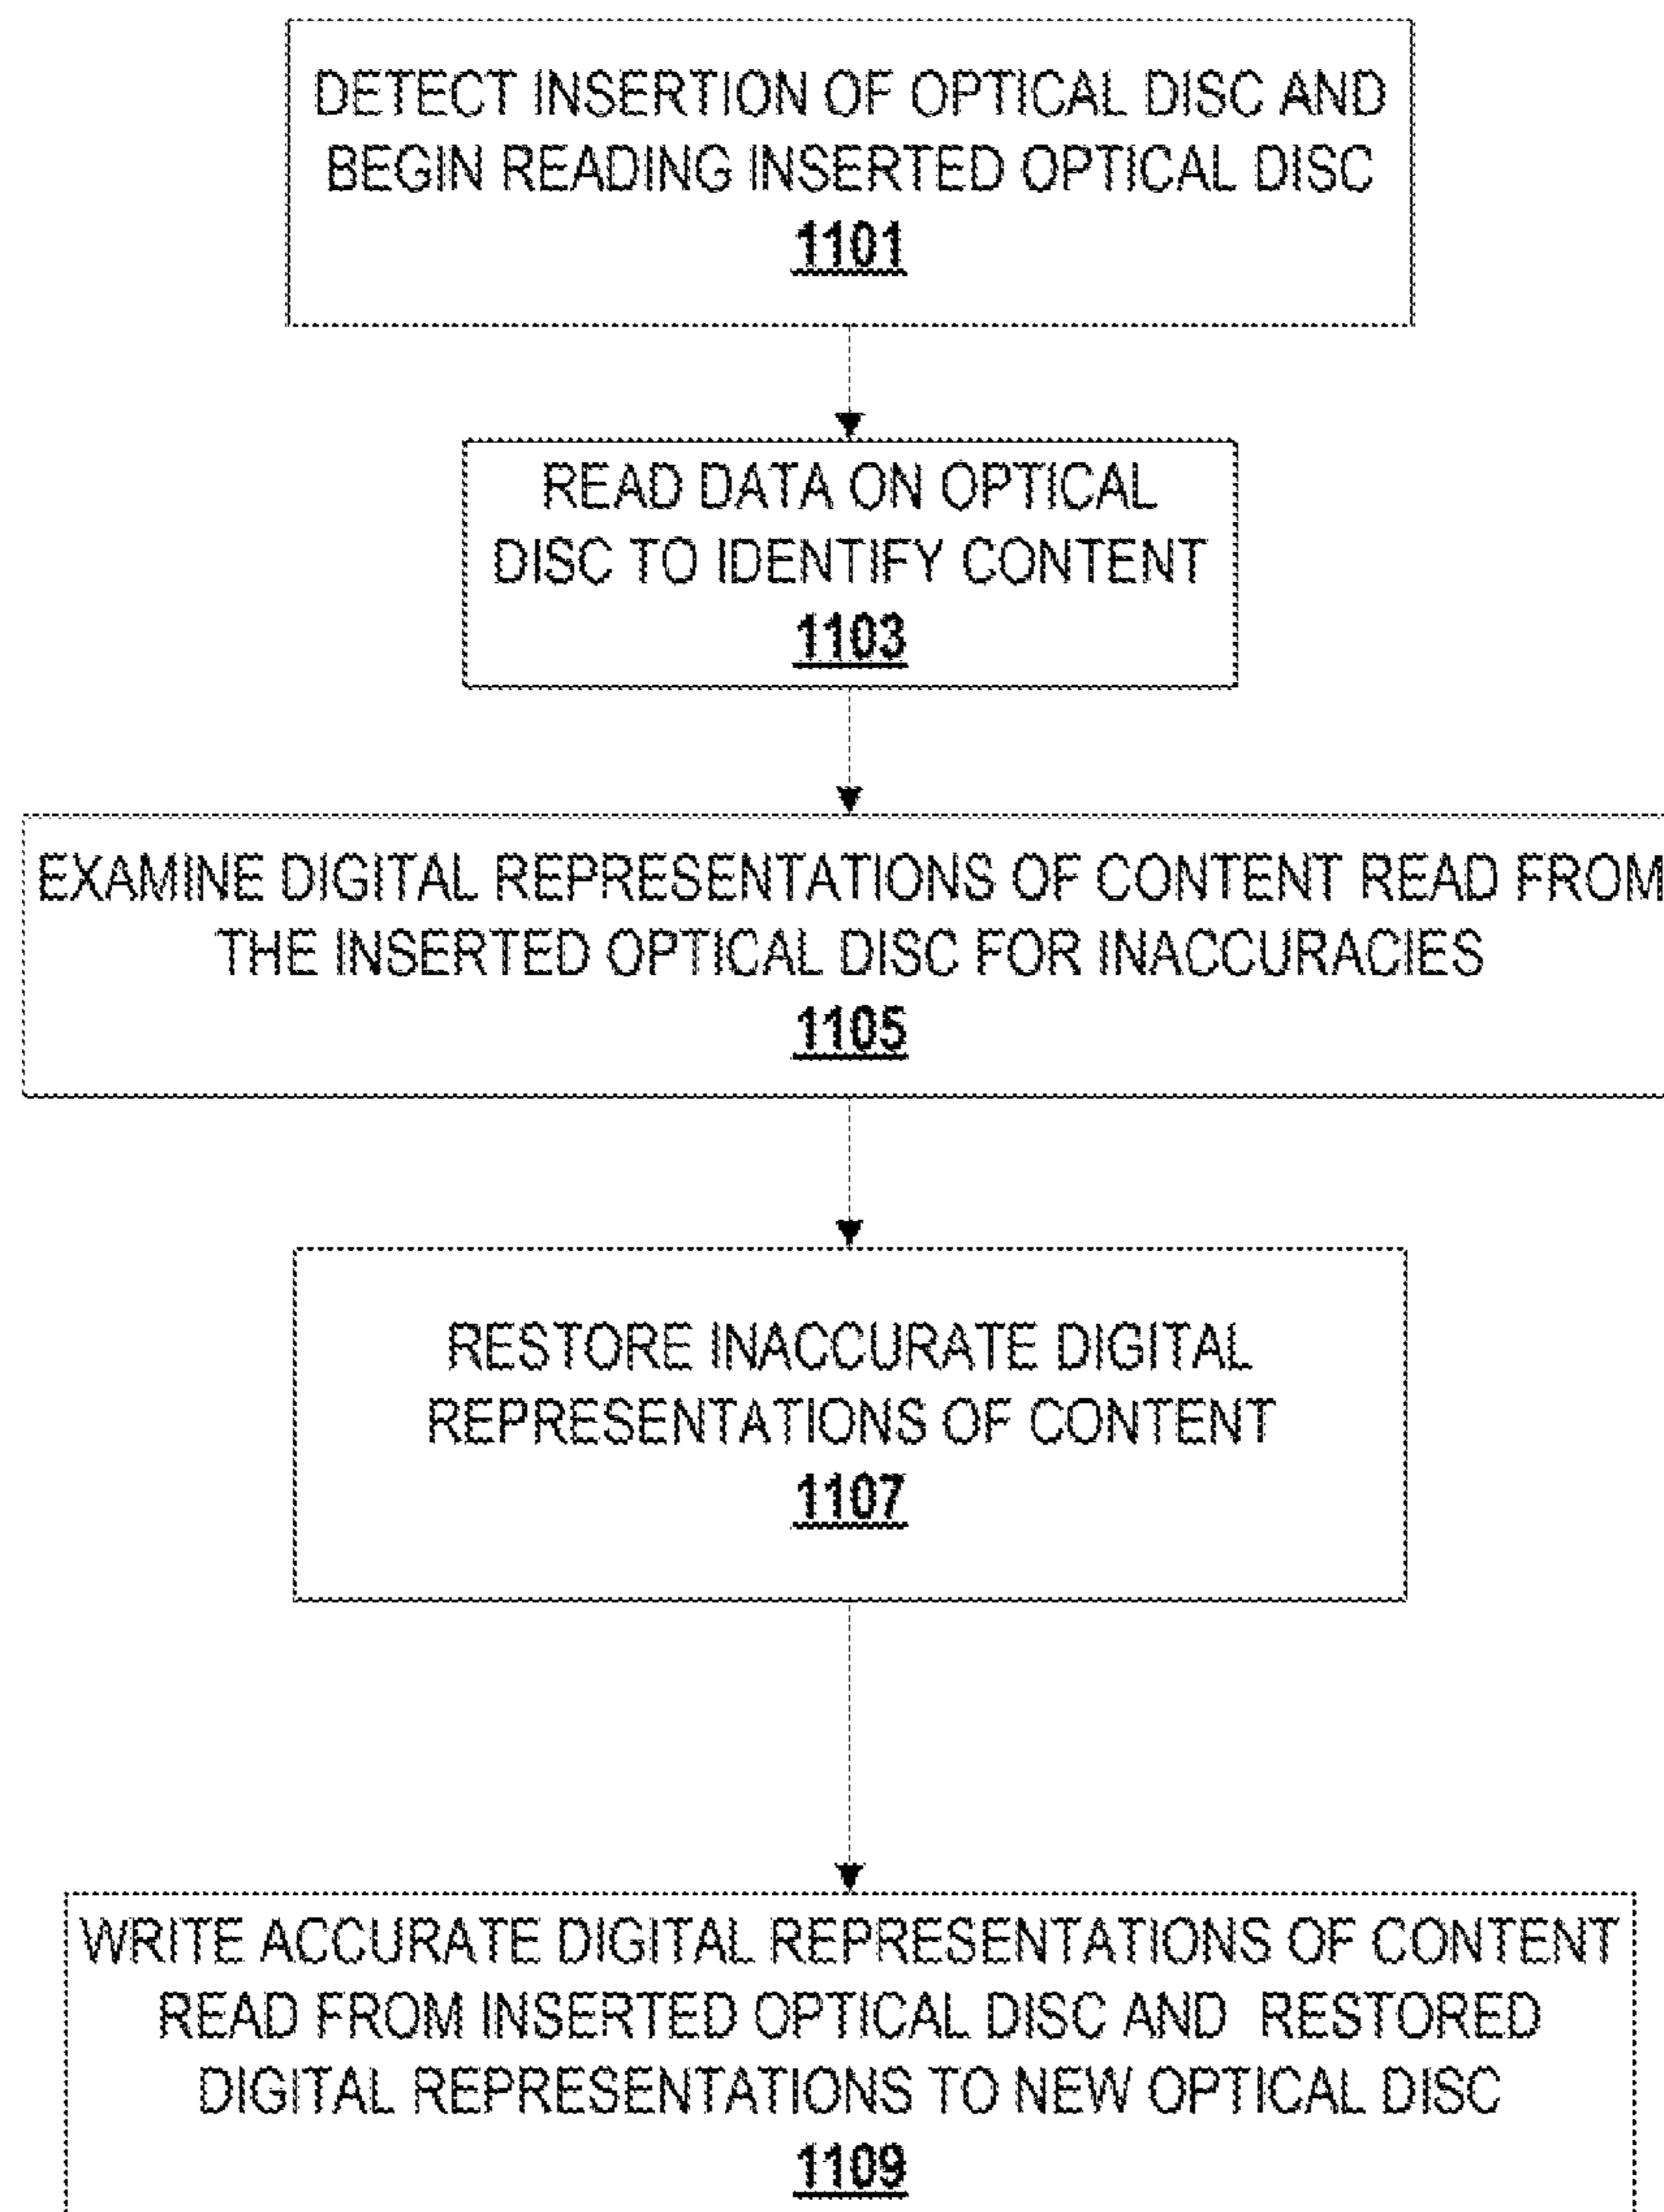 DETECT INSERTION OF OPTICAL DISC AND
BEGIN READING INSERTED OPTICAL DISC
1101
READ DATA ON OPTICAL
DISC TO IDENTIFY CONTENT
1103
EXAMINE DIGITAL REPRESENTATIONS OF CONTENT READ FROM
THE INSERTED OPTICAL DISC FOR INACCURACIES
1105
RESTORE INACCURATE DIGITAL
REPRESENTATIONS OF CONTENT
1107
WRITE ACCURATE DIGITAL REPRESENTATIONS OF CONTENT
READ FROM INSERTED OPTICAL DISC AND RESTORED
DIGITAL REPRESENTATIONS TO NEW OPTICAL DISC
1109